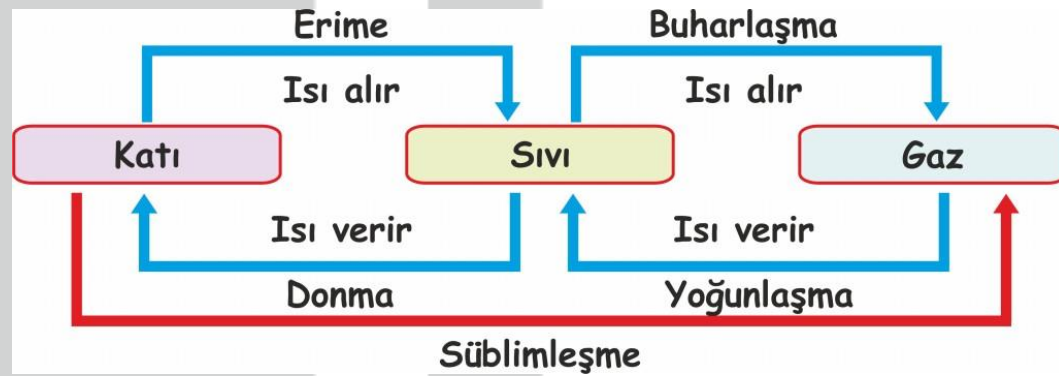 Erime Buharlaşma
Isı alır Isı alır
Katı Sıvı Gaz
Isı verir Isı verir
Donma Yoğunlaşma
Süblimleşme